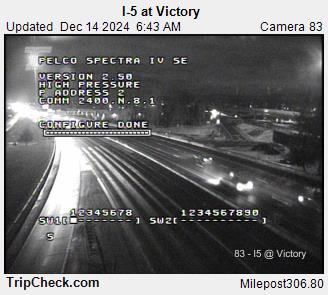 I-5 at Victory
Updated Dec 14 2024 6:43 AM Camera 83
PELCO SPECTRA IV SE
VERSION 2.50
HIGH PRESSURE
P ADDRESS 2
COMM 2400.N.8.1
CONFIGURE DONE
12345678 1234567890
SW1[■-------] SW2[----------]
S
83 - I5 @ Victory
TripCheck.com Milepost306.80